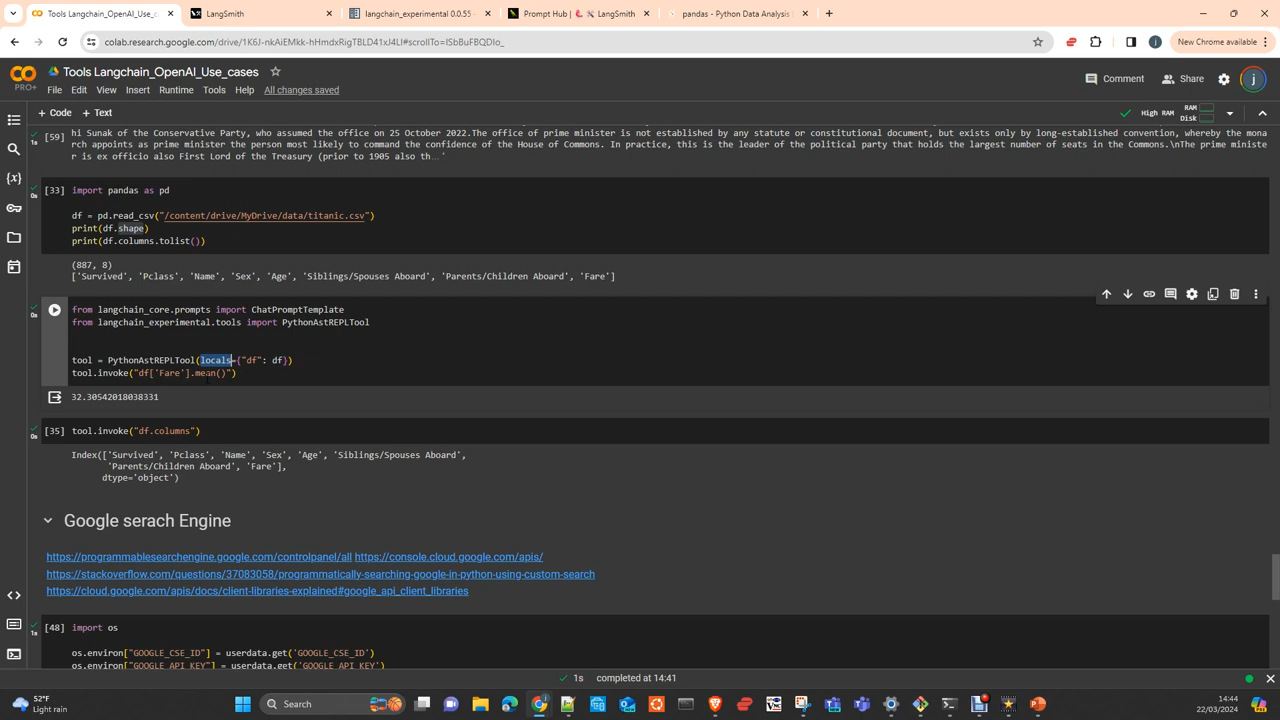 Tools Langchain_OpenAI_Use_c
LangSmith
langchain_experimental 0.0.55
Prompt Hub | 🦜🛠️ LangSmith
pandas - Python Data Analysis
colab.research.google.com/drive/1K6J-nkAiEMkk-hHmdxRigTBLD41xJ4LI#scrollTo=ISbBuFBQDIo_
New Chrome available
CO
PRO+
Tools Langchain_OpenAI_Use_cases
Comment
Share
j
File Edit View Insert Runtime Tools Help All changes saved
+ Code + Text
High RAM
RAM
Disk
[59]
1s
hi Sunak of the Conservative Party, who assumed the office on 25 October 2022.The office of prime minister is not established by any statute or constitutional document, but exists only by long-established convention, whereby the mona
rch appoints as prime minister the person most likely to command the confidence of the House of Commons. In practice, this is the leader of the political party that holds the largest number of seats in the Commons.\nThe prime ministe
r is ex officio also First Lord of the Treasury (prior to 1905 also th…'
[33] import pandas as pd
0s
df = pd.read_csv("/content/drive/MyDrive/data/titanic.csv")
print(df.shape)
print(df.columns.tolist())
(887, 8)
['Survived', 'Pclass', 'Name', 'Sex', 'Age', 'Siblings/Spouses Aboard', 'Parents/Children Aboard', 'Fare']
from langchain_core.prompts import ChatPromptTemplate
0s
from langchain_experimental.tools import PythonAstREPLTool
tool = PythonAstREPLTool(locals={"df": df})
tool.invoke("df['Fare'].mean()")
32.30542018038331
[35] tool.invoke("df.columns")
0s
Index(['Survived', 'Pclass', 'Name', 'Sex', 'Age', 'Siblings/Spouses Aboard',
'Parents/Children Aboard', 'Fare'],
dtype='object')
Google serach Engine
https://programmablesearchengine.google.com/controlpanel/all https://console.cloud.google.com/apis/
https://stackoverflow.com/questions/37083058/programmatically-searching-google-in-python-using-custom-search
https://cloud.google.com/apis/docs/client-libraries-explained#google_api_client_libraries
[48] import os
1s
os.environ["GOOGLE_CSE_ID"] = userdata.get('GOOGLE_CSE_ID')
os.environ["GOOGLE_API_KEY"] = userdata.get('GOOGLE_API_KEY')
1s completed at 14:41
52°F
Light rain
Search
14:44
22/03/2024